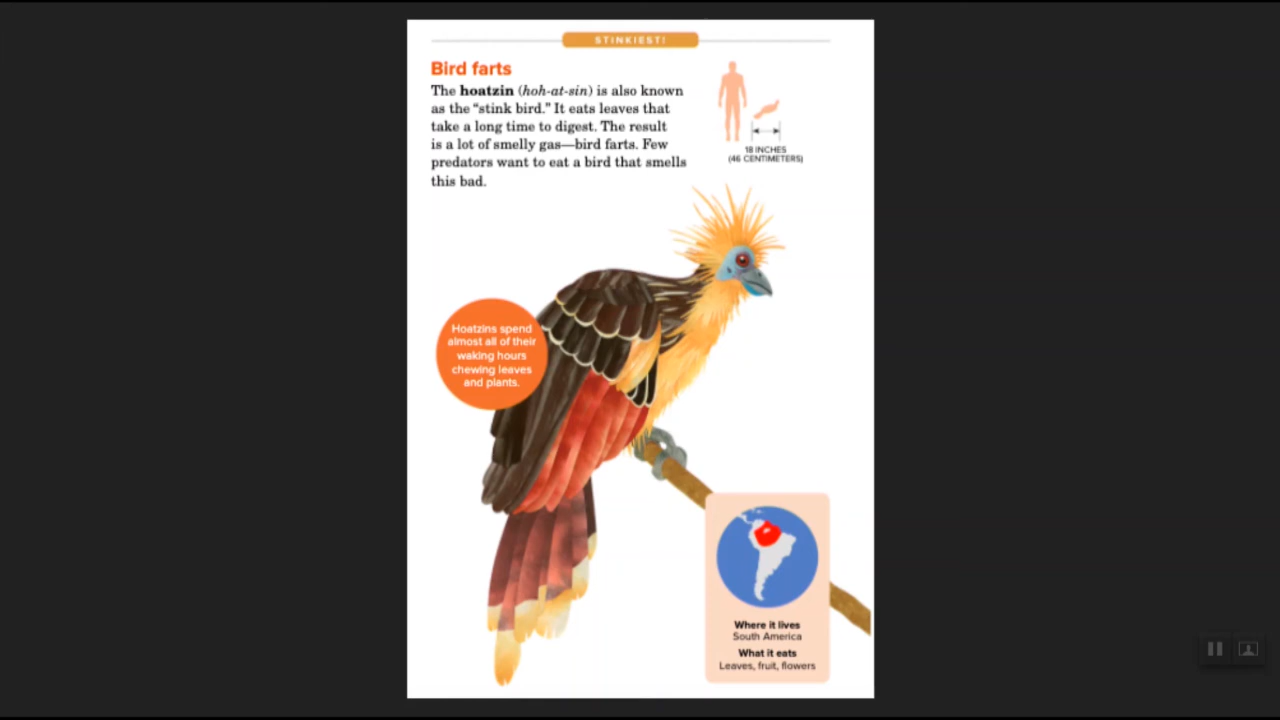 STINKIEST!
Bird farts
The hoatzin (hoh-at-sin) is also known
as the “stink bird.” It eats leaves that
take a long time to digest. The result
is a lot of smelly gas—bird farts. Few
predators want to eat a bird that smells
this bad.
18 INCHES
(46 CENTIMETERS)
Hoatzins spend
almost all of their
waking hours
chewing leaves
and plants.
Where it lives
South America
What it eats
Leaves, fruit, flowers